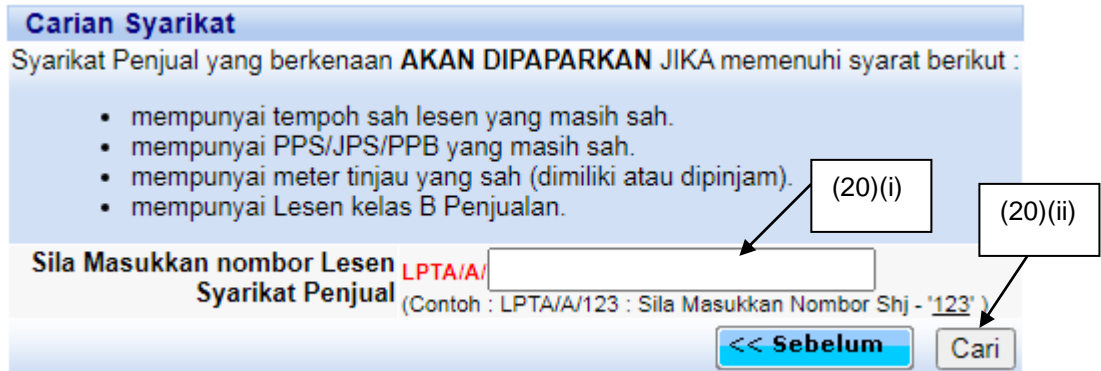 Carian Syarikat
Syarikat Penjual yang berkenaan AKAN DIPAPARKAN JIKA memenuhi syarat berikut :
• mempunyai tempoh sah lesen yang masih sah.
• mempunyai PPS/JPS/PPB yang masih sah.
• mempunyai meter tinjau yang sah (dimiliki atau dipinjam).
• mempunyai Lesen kelas B Penjualan.
(20)(i)
(20)(ii)
Sila Masukkan nombor Lesen
Syarikat Penjual
LPTA/A/
(Contoh : LPTA/A/123 : Sila Masukkan Nombor Shj - '123' )
<< Sebelum
Cari